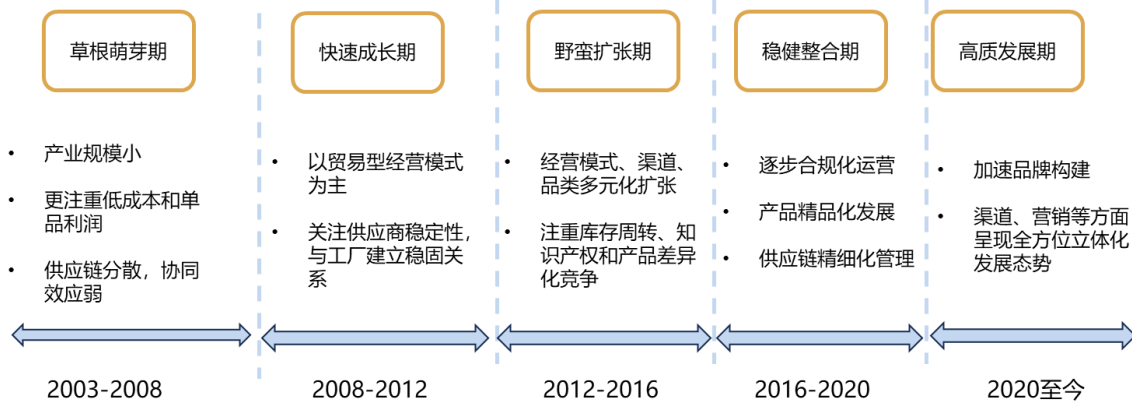 草根萌芽期
快速成长期
野蛮扩张期
稳健整合期
高质发展期
• 产业规模小
• 更注重低成本和单
品利润
• 供应链分散，协同
效应弱
• 以贸易型经营模式
为主
• 关注供应商稳定性，
与工厂建立稳固关
系
• 经营模式、渠道、
品类多元化扩张
• 注重库存周转、知
识产权和产品差异
化竞争
• 逐步合规化运营
• 产品精品化发展
• 供应链精细化管理
• 加速品牌构建
• 渠道、营销等方面
呈现全方位立体化
发展态势
2003-2008
2008-2012
2012-2016
2016-2020
2020至今